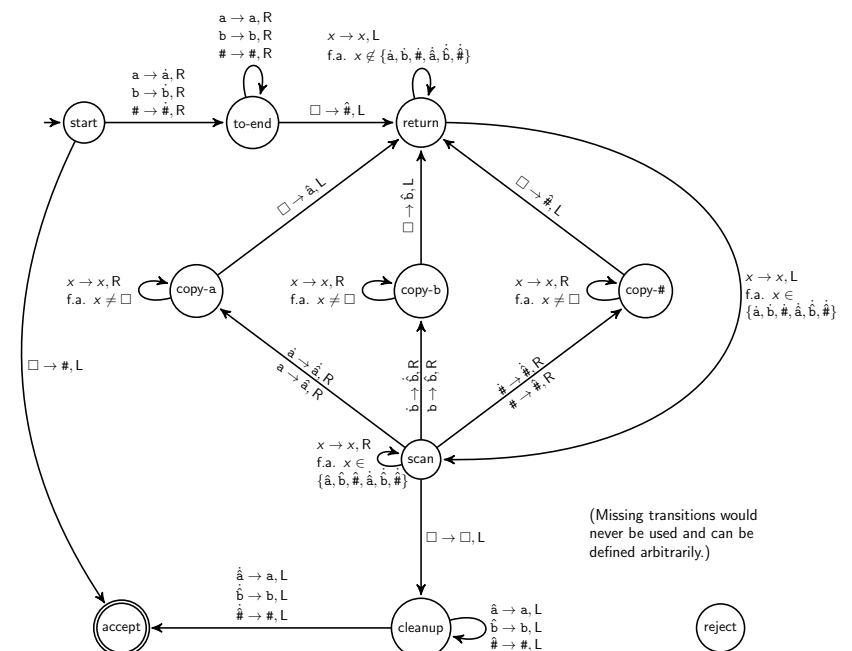 a → a, R
b → b, R
# → #, R
x → x, L
f.a. x ∉ {ȧ, ḃ, #̇, â̇, b̂̇, #̂̇}
a → ȧ, R
b → ḃ, R
# → #̇, R
start
to-end
□ → #̂, L
return
□ → â, L
□ → b̂, L
□ → #̂, L
x → x, R
f.a. x ≠ □
copy-a
x → x, R
f.a. x ≠ □
copy-b
x → x, R
f.a. x ≠ □
copy-#
x → x, L
f.a. x ∈
{ȧ, ḃ, #̇, â̇, b̂̇, #̂̇}
□ → #, L
ȧ → â̇, R
a → â, R
ḃ → b̂̇, R
b → b̂, R
#̇ → #̂̇, R
# → #̂, R
x → x, R
f.a. x ∈
{â, b̂, #̂, â̇, b̂̇, #̂̇}
scan
□ → □, L
(Missing transitions would
never be used and can be
defined arbitrarily.)
â̇ → a, L
b̂̇ → b, L
#̂̇ → #, L
accept
cleanup
â → a, L
b̂ → b, L
#̂ → #, L
reject